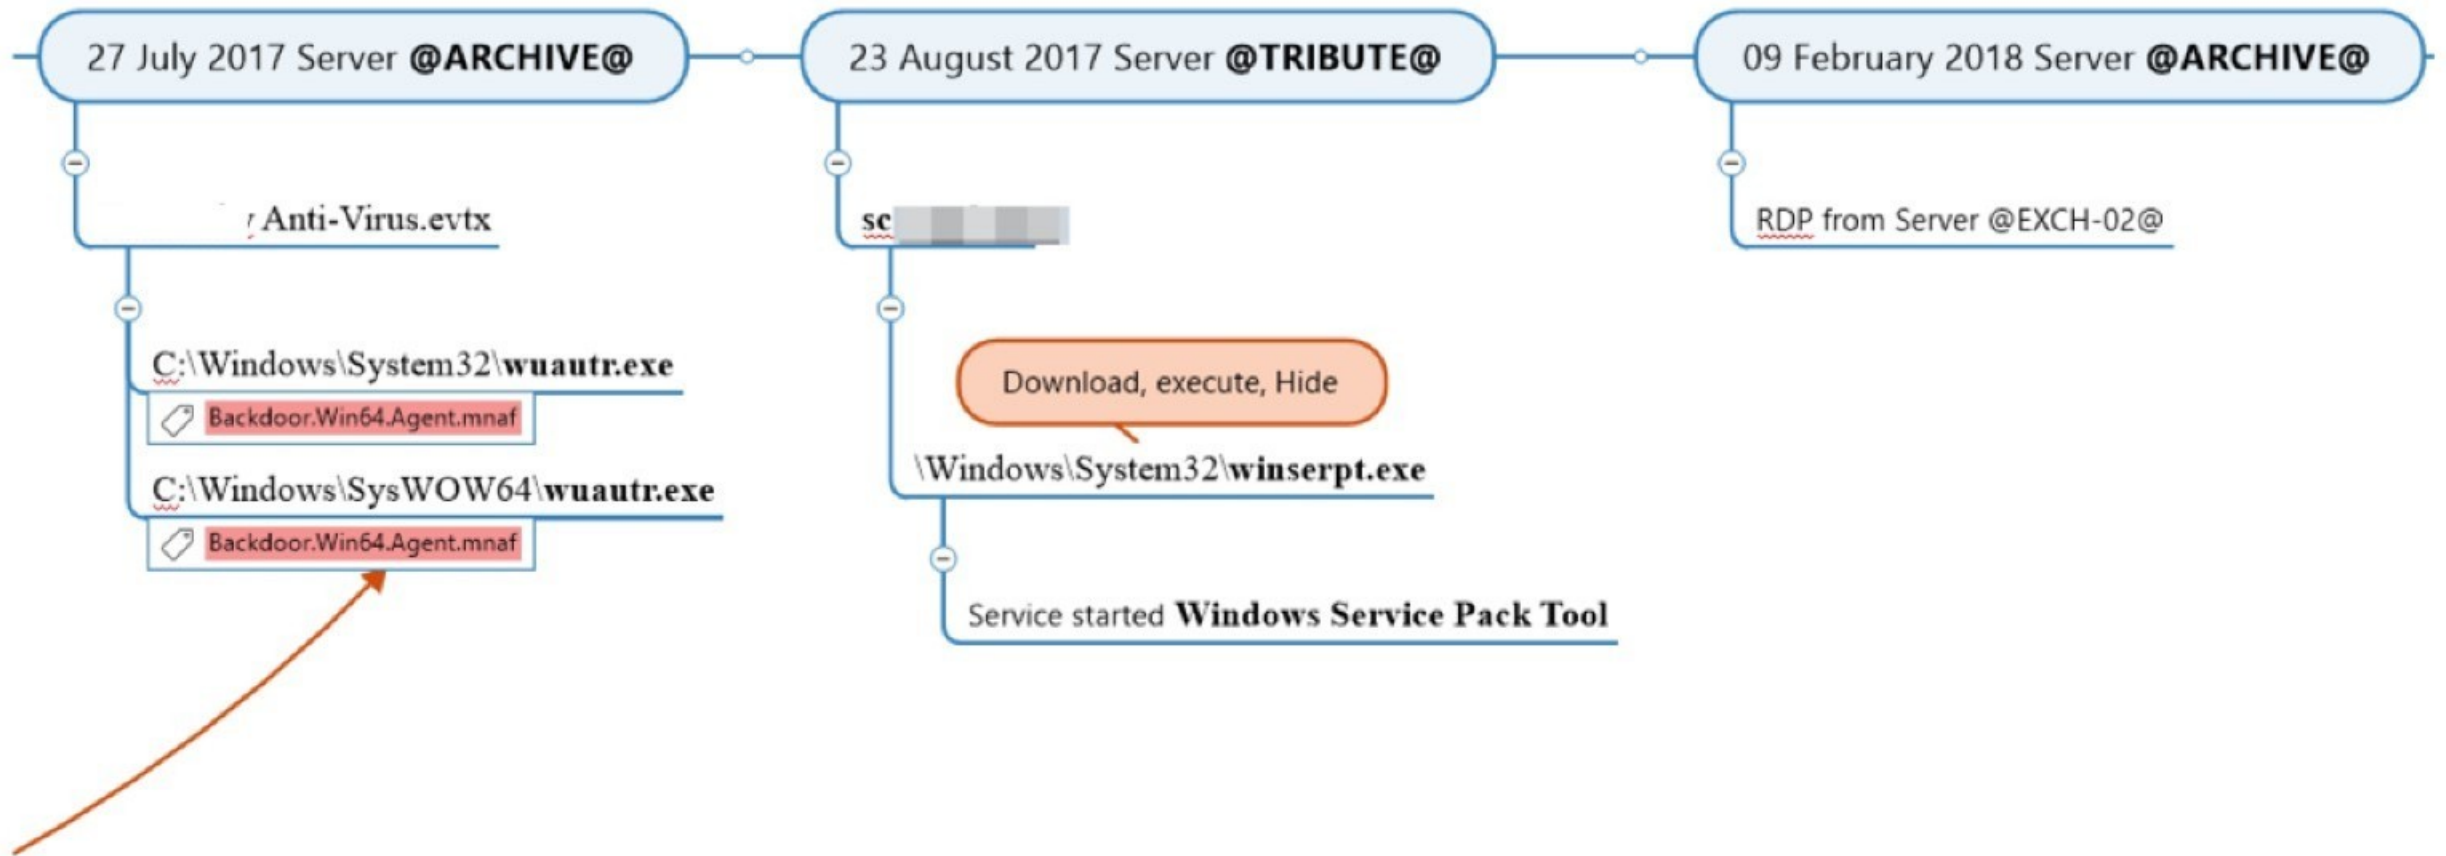 27 July 2017 Server @ARCHIVE@
Anti-Virus.evtx
C:\Windows\System32\wuautr.exe
Backdoor.Win64.Agent.mnaf
C:\Windows\SysWOW64\wuautr.exe
Backdoor.Win64.Agent.mnaf
23 August 2017 Server @TRIBUTE@
sc
Download, execute, Hide
\Windows\System32\winserpt.exe
Service started Windows Service Pack Tool
09 February 2018 Server @ARCHIVE@
RDP from Server @EXCH-02@